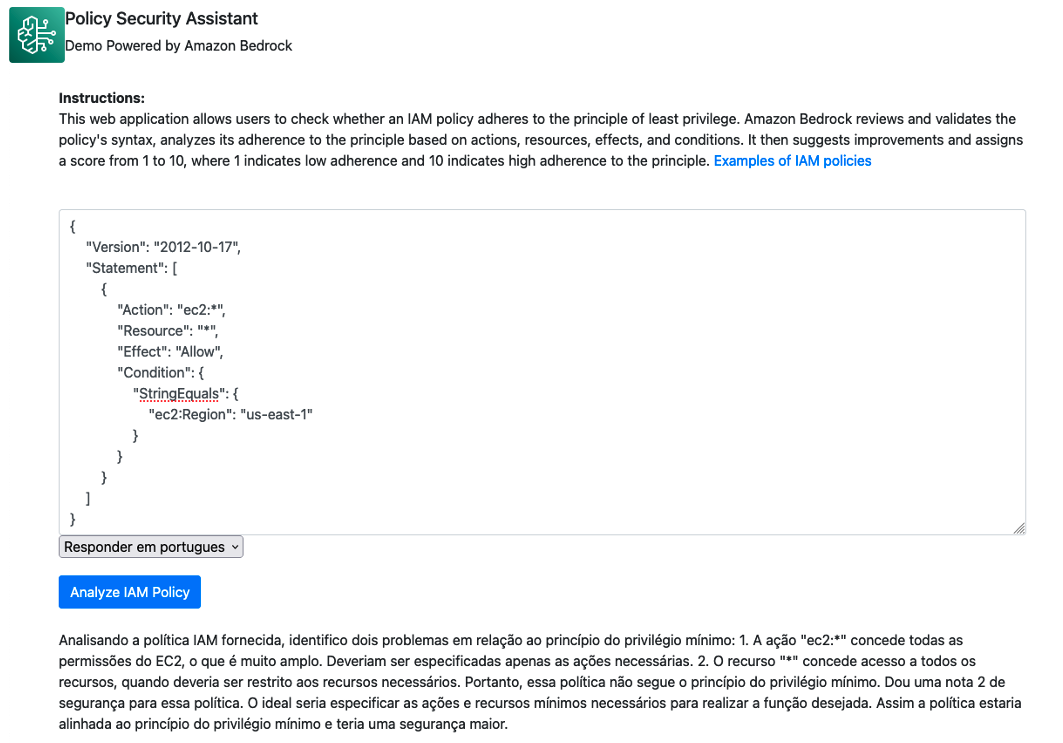 Policy Security Assistant
Demo Powered by Amazon Bedrock
Instructions:
This web application allows users to check whether an IAM policy adheres to the principle of least privilege. Amazon Bedrock reviews and validates the
policy's syntax, analyzes its adherence to the principle based on actions, resources, effects, and conditions. It then suggests improvements and assigns
a score from 1 to 10, where 1 indicates low adherence and 10 indicates high adherence to the principle. Examples of IAM policies
{
"Version": "2012-10-17",
"Statement": [
{
"Action": "ec2:*",
"Resource": "*",
"Effect": "Allow",
"Condition": {
"StringEquals": {
"ec2:Region": "us-east-1"
}
}
}
]
}
Responder em portugues
Analyze IAM Policy
Analisando a política IAM fornecida, identifico dois problemas em relação ao princípio do privilégio mínimo: 1. A ação "ec2:*" concede todas as
permissões do EC2, o que é muito amplo. Deveriam ser especificadas apenas as ações necessárias. 2. O recurso "*" concede acesso a todos os
recursos, quando deveria ser restrito aos recursos necessários. Portanto, essa política não segue o princípio do privilégio mínimo. Dou uma nota 2 de
segurança para essa política. O ideal seria especificar as ações e recursos mínimos necessários para realizar a função desejada. Assim a política estaria
alinhada ao princípio do privilégio mínimo e teria uma segurança maior.